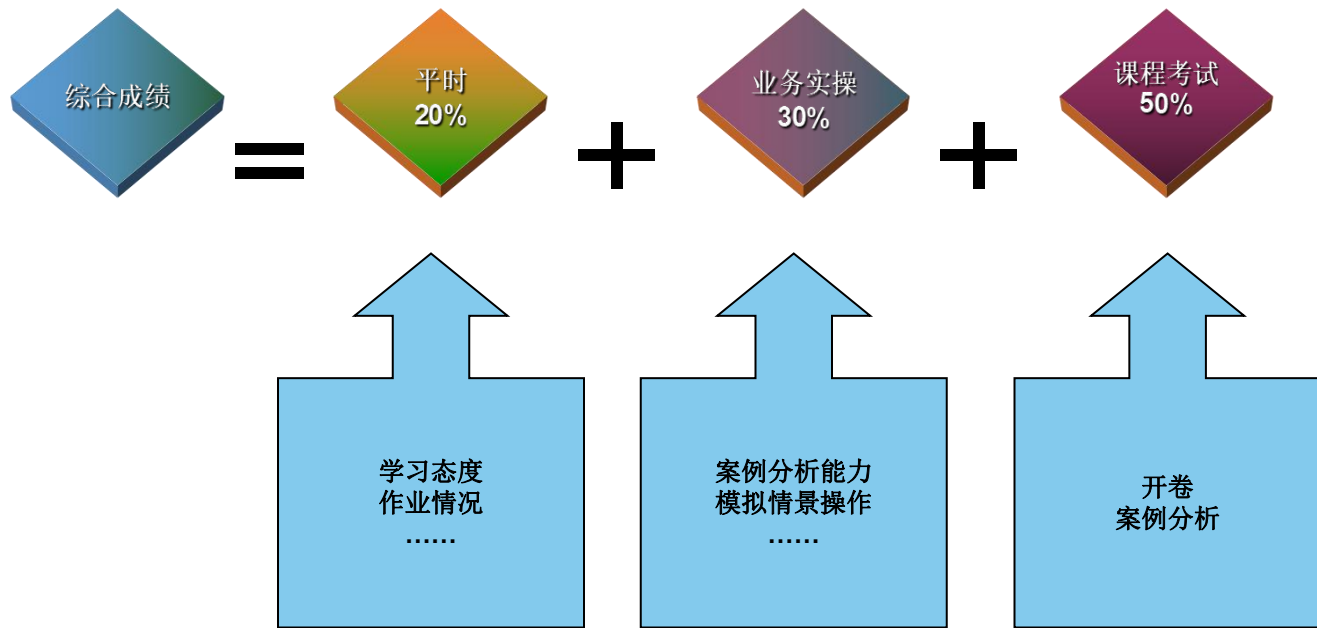 综合成绩
=
平时
20%
+
业务实操
30%
+
课程考试
50%
学习态度
作业情况
……
案例分析能力
模拟情景操作
……
开卷
案例分析